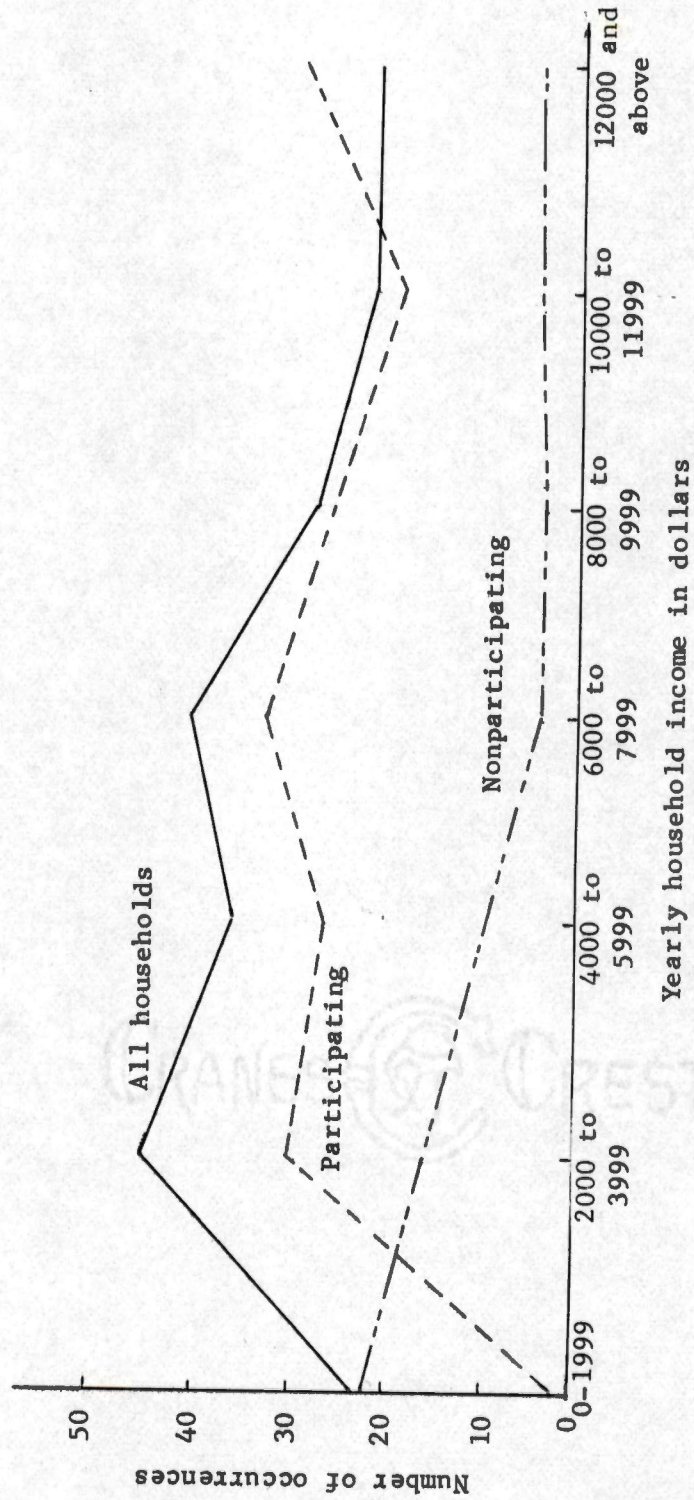 50
40
30
20
10
0
Number of occurrences
All households
Participating
Nonparticipating
0-1999
2000 to
3999
4000 to
5999
6000 to
7999
8000 to
9999
10000 to
11999
12000 and
above
Yearly household income in dollars
CRANE'S CREST